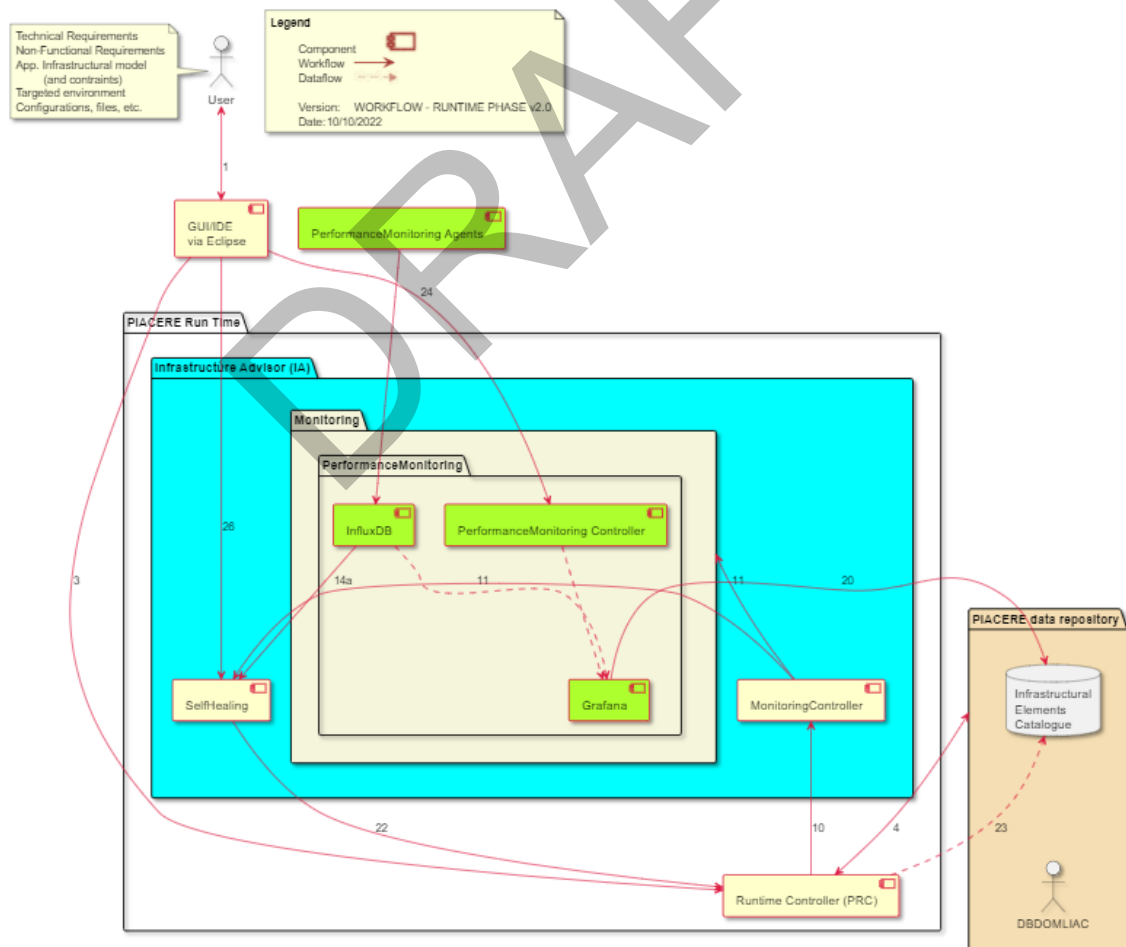 Technical Requirements
Non-Functional Requirements
App. Infrastructural model
(and contraints)
Targeted environment
Configurations, files, etc.
User
Legend
Component
Workflow
Dataflow
Version: WORKFLOW - RUNTIME PHASE v2.0
Date: 10/10/2022
1
GUI/IDE
via Eclipse
PerformanceMonitoring Agents
24
PIACERE Run Time
Infrastructure Advisor (IA)
Monitoring
PerformanceMonitoring
InfluxDB
PerformanceMonitoring Controller
26
3
14a
11
11
20
PIACERE data repository
SelfHealing
Grafana
MonitoringController
Infrastructural
Elements
Catalogue
22
10
4
23
Runtime Controller (PRC)
DBDOMLIAC
DRAF